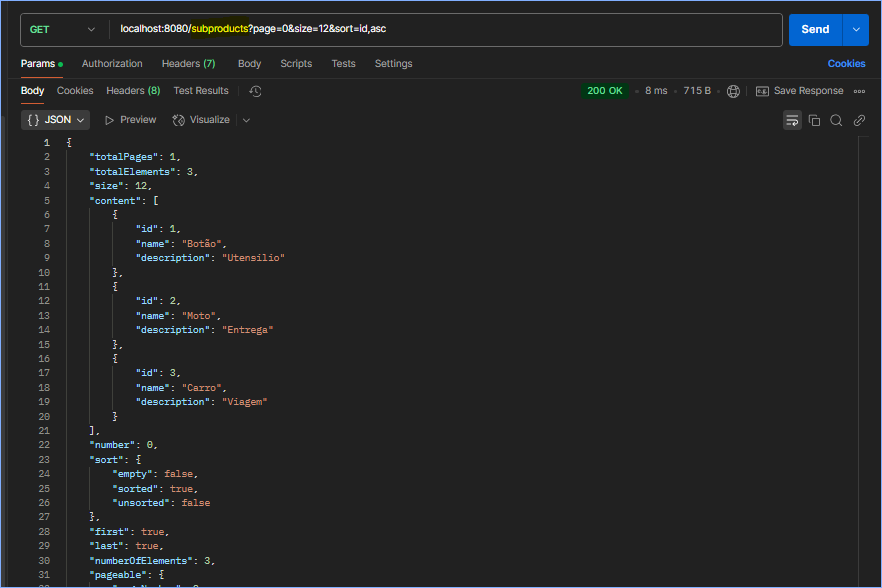 GET localhost:8080/subproducts?page=0&size=12&sort=id,asc Send
Params Authorization Headers (7) Body Scripts Tests Settings Cookies
Body Cookies Headers (8) Test Results 200 OK 8 ms 715 B Save Response
{} JSON Preview Visualize
1 {
2 "totalPages": 1,
3 "totalElements": 3,
4 "size": 12,
5 "content": [
6 {
7 "id": 1,
8 "name": "Botão",
9 "description": "Utensilio"
10 },
11 {
12 "id": 2,
13 "name": "Moto",
14 "description": "Entrega"
15 },
16 {
17 "id": 3,
18 "name": "Carro",
19 "description": "Viagem"
20 }
21 ],
22 "number": 0,
23 "sort": {
24 "empty": false,
25 "sorted": true,
26 "unsorted": false
27 },
28 "first": true,
29 "last": true,
30 "numberOfElements": 3,
31 "pageable": {